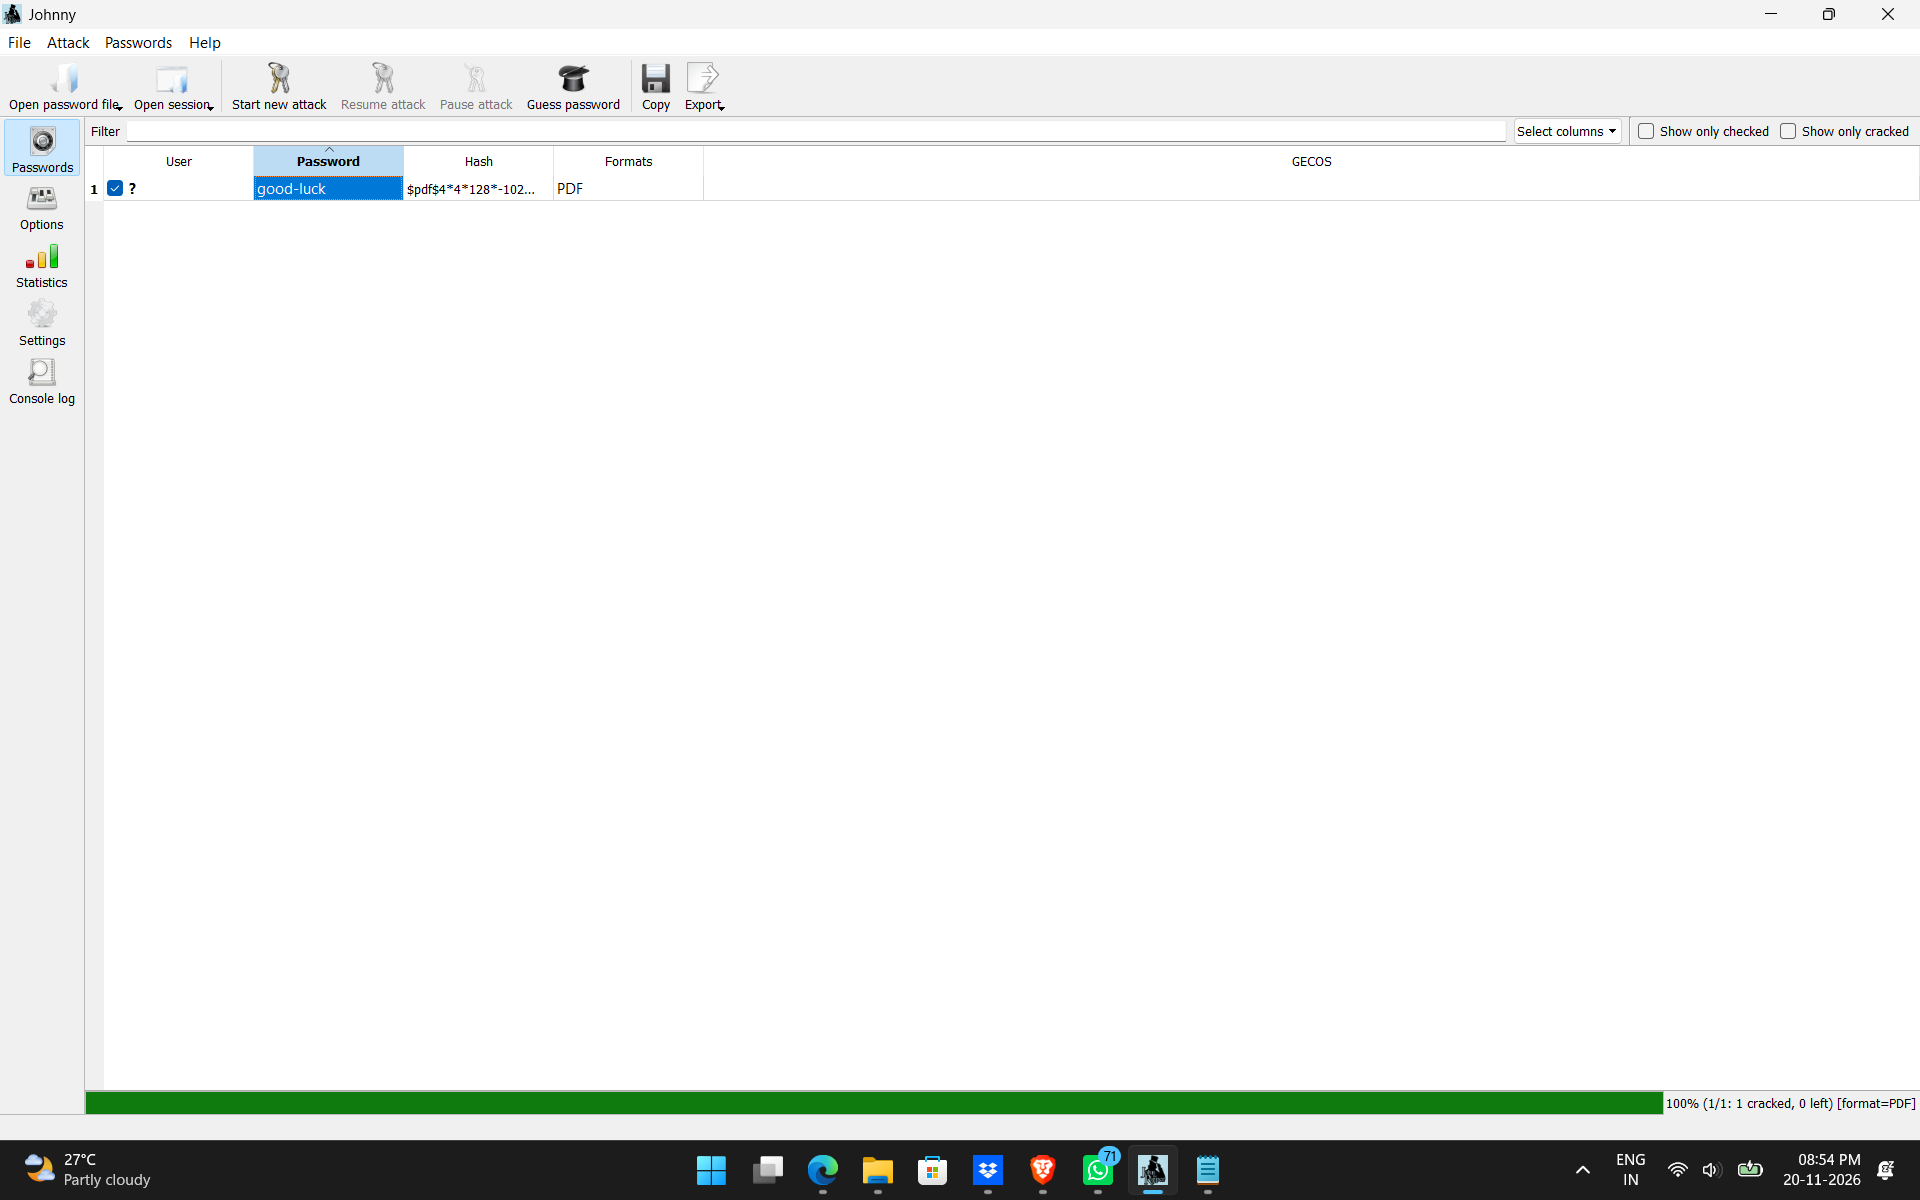 Johnny
File Attack Passwords Help
Open password file Open session Start new attack Resume attack Pause attack Guess password Copy Export
Filter Select columns Show only checked Show only cracked
Passwords
Options
Statistics
Settings
Console log
User Password Hash Formats GECOS
1 ? good-luck $pdf$4*4*128*-102... PDF
100% (1/1: 1 cracked, 0 left) [format=PDF]
27°C
Partly cloudy
71
ENG
IN
08:54 PM
20-11-2026